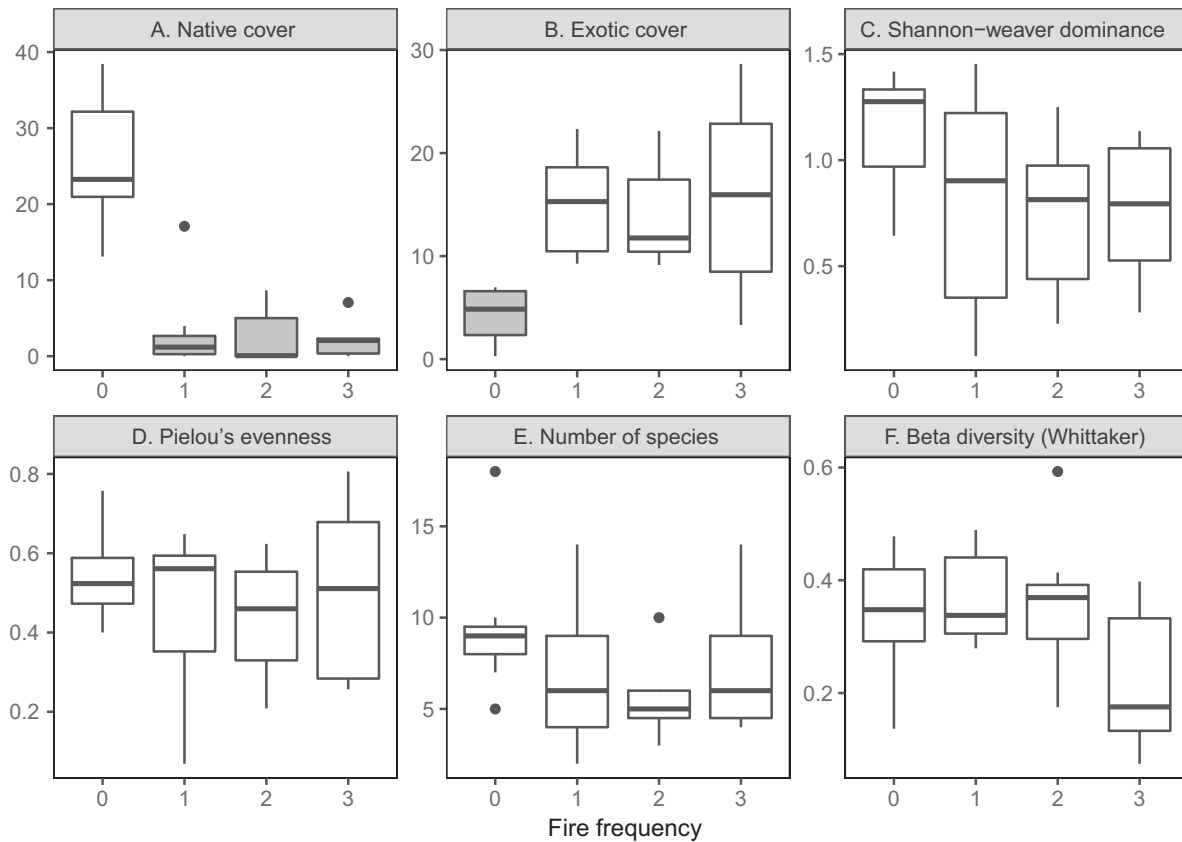 A. Native cover
B. Exotic cover
C. Shannon−weaver dominance
40
30
20
10
0
30
20
10
0
1.5
1.0
0.5
0 1 2 3
0 1 2 3
0 1 2 3
D. Pielou's evenness
E. Number of species
F. Beta diversity (Whittaker)
0.8
0.6
0.4
0.2
15
10
5
0.6
0.4
0.2
0 1 2 3
0 1 2 3
0 1 2 3
Fire frequency